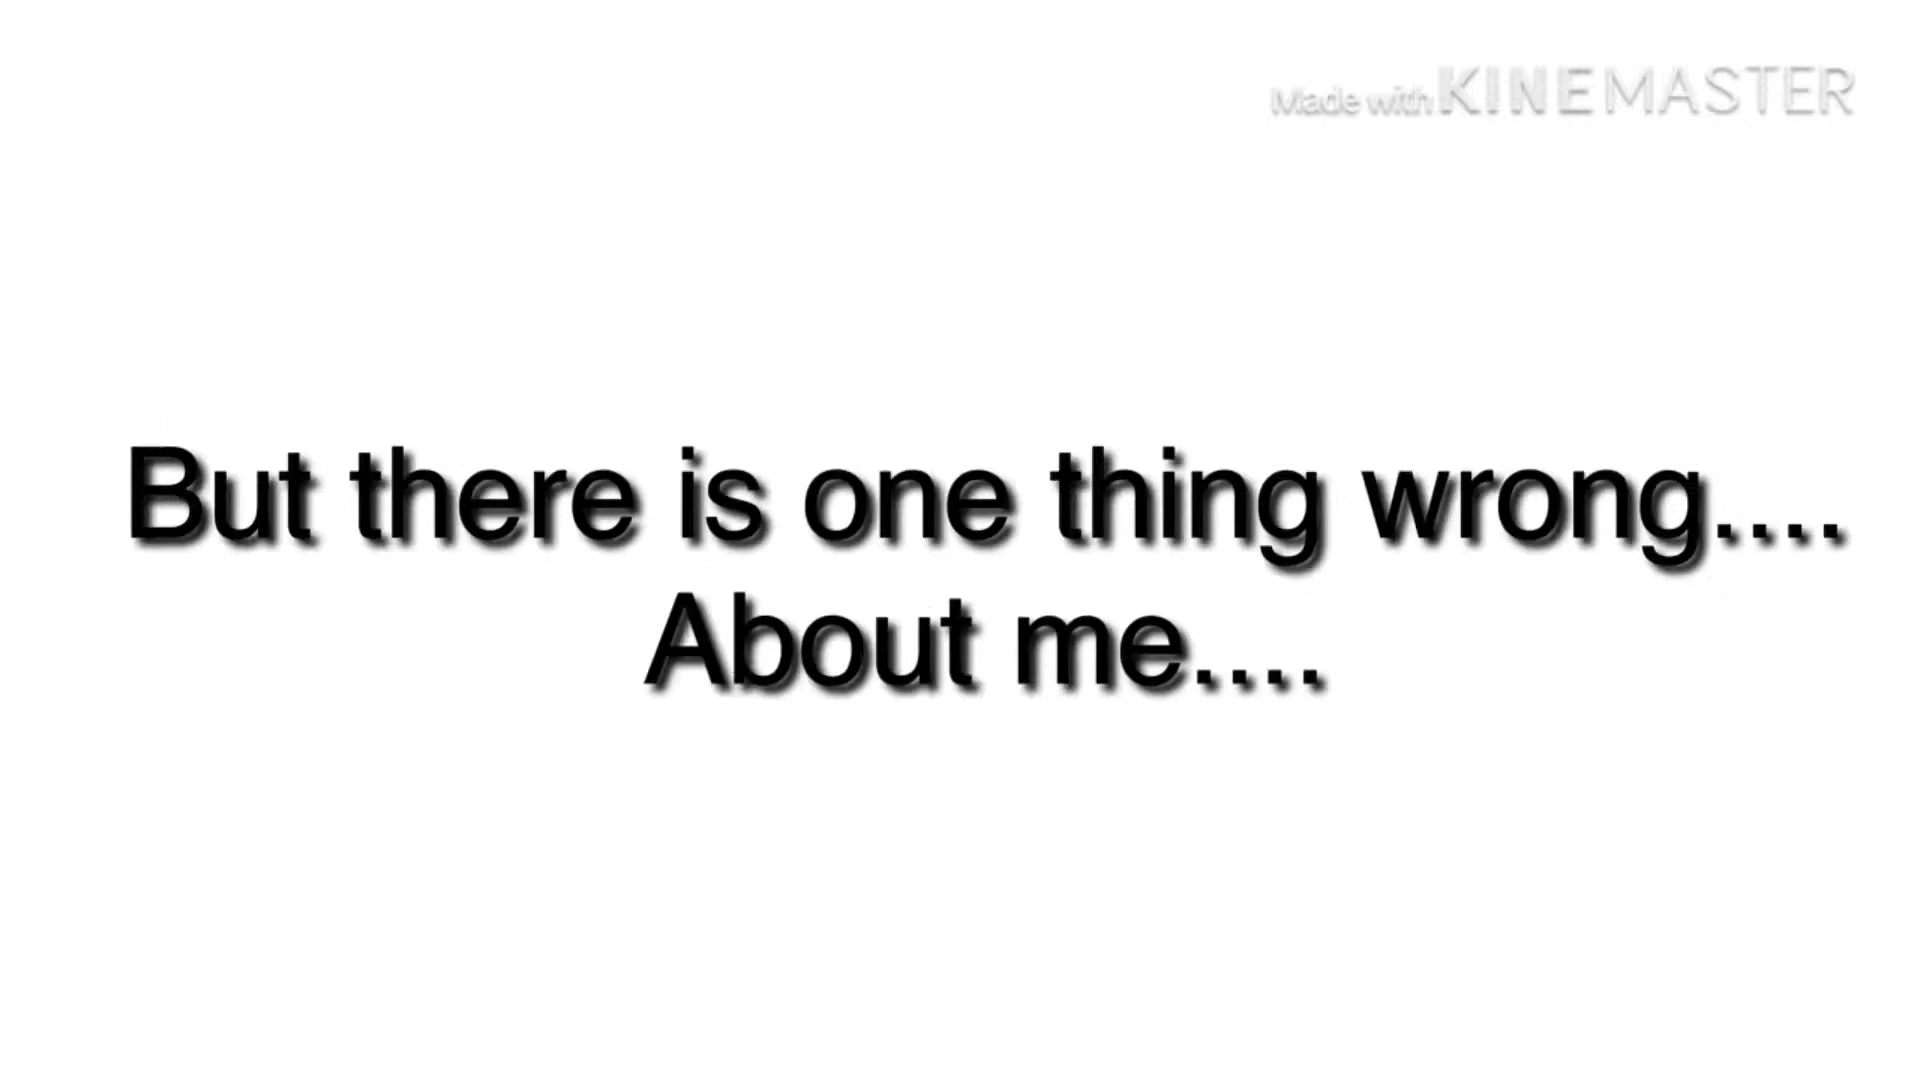 Made with KINEMASTER
But there is one thing wrong....
About me....